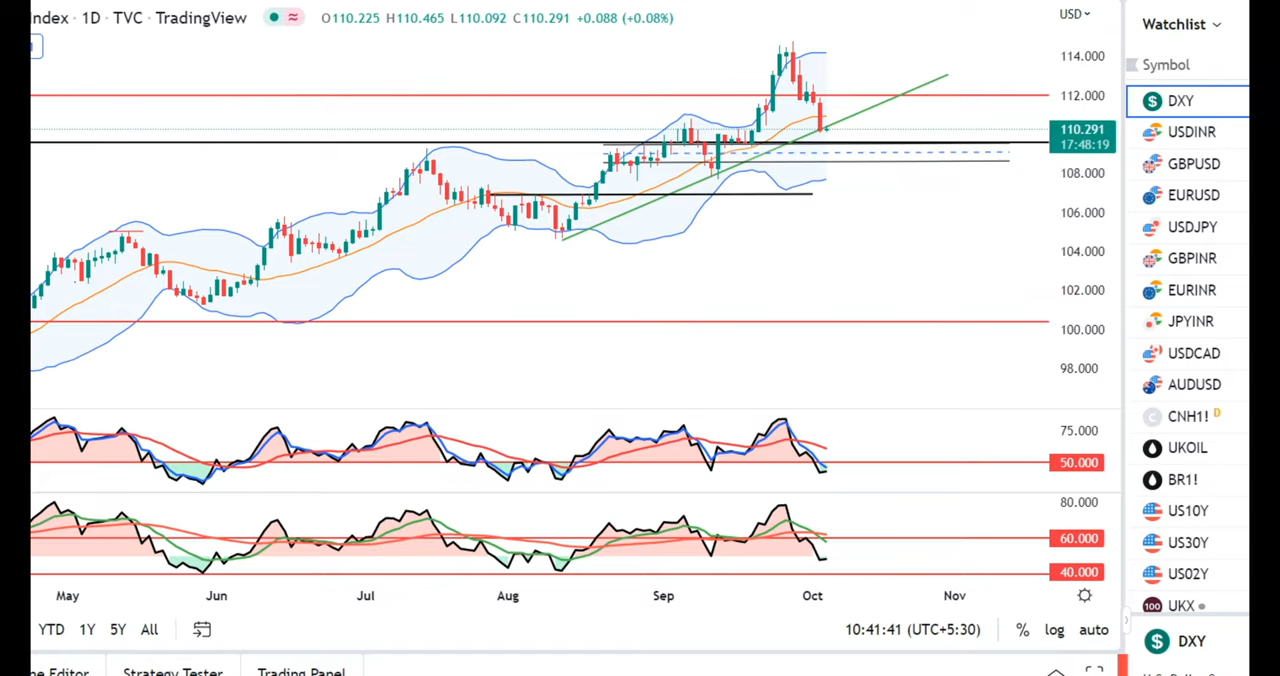 ndex · 1D · TVC · TradingView O110.225 H110.465 L110.092 C110.291 +0.088 (+0.08%)
USD
114.000
112.000
110.291
17:48:19
108.000
106.000
104.000
102.000
100.000
98.000
75.000
50.000
80.000
60.000
40.000
May Jun Jul Aug Sep Oct Nov
YTD 1Y 5Y All
10:41:41 (UTC+5:30) % log auto
ne Editor Strategy Tester Trading Panel
Watchlist
Symbol
DXY
USDINR
GBPUSD
EURUSD
USDJPY
GBPINR
EURINR
JPYINR
USDCAD
AUDUSD
CNH1! D
UKOIL
BR1!
US10Y
US30Y
US02Y
100 UKX
DXY